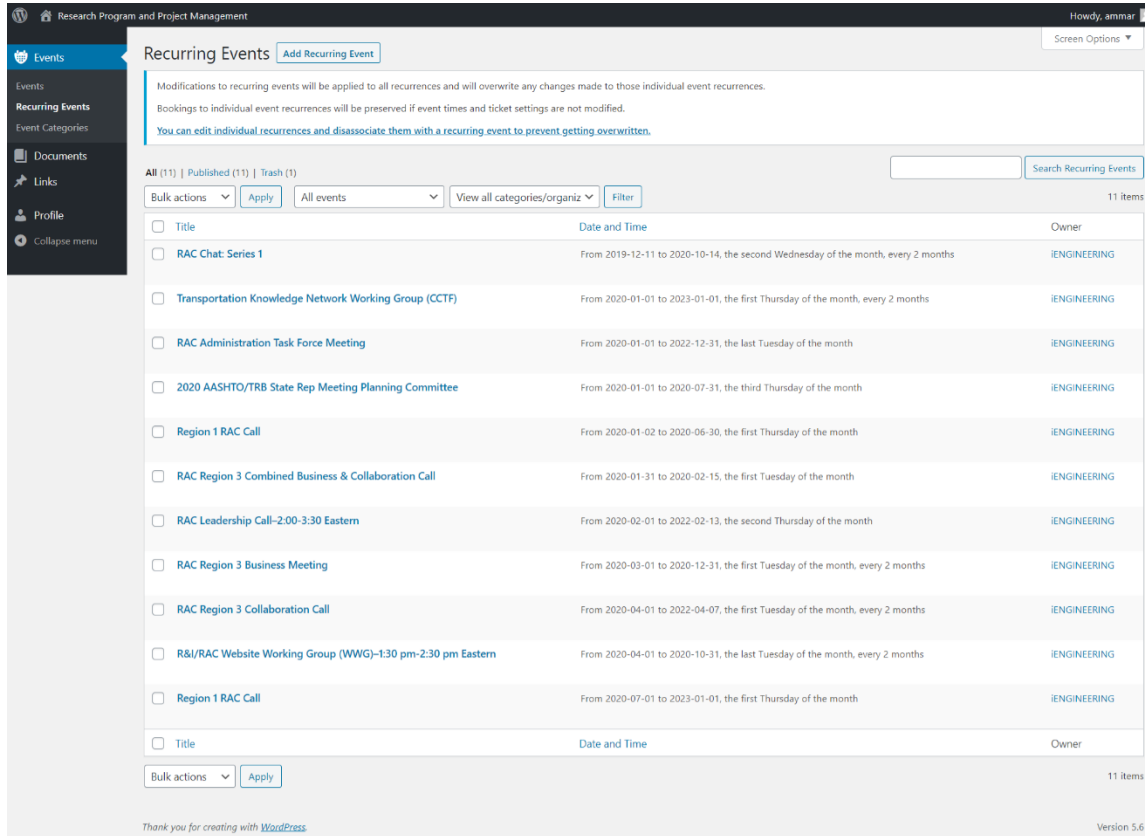 Research Program and Project Management
Howdy, ammar
Screen Options ▼
Events
Events
Recurring Events
Event Categories
Documents
Links
Profile
Collapse menu
Recurring Events Add Recurring Event
Modifications to recurring events will be applied to all recurrences and will overwrite any changes made to those individual event recurrences.
Bookings to individual event recurrences will be preserved if event times and ticket settings are not modified.
You can edit individual recurrences and disassociate them with a recurring event to prevent getting overwritten.
All (11) | Published (11) | Trash (1)
Search Recurring Events
Bulk actions Apply All events View all categories/organiz Filter 11 items
Title Date and Time Owner
RAC Chat: Series 1 From 2019-12-11 to 2020-10-14, the second Wednesday of the month, every 2 months iENGINEERING
Transportation Knowledge Network Working Group (CCTF) From 2020-01-01 to 2023-01-01, the first Thursday of the month, every 2 months iENGINEERING
RAC Administration Task Force Meeting From 2020-01-01 to 2022-12-31, the last Tuesday of the month iENGINEERING
2020 AASHTO/TRB State Rep Meeting Planning Committee From 2020-01-01 to 2020-07-31, the third Thursday of the month iENGINEERING
Region 1 RAC Call From 2020-01-02 to 2020-06-30, the first Thursday of the month iENGINEERING
RAC Region 3 Combined Business & Collaboration Call From 2020-01-31 to 2020-02-15, the first Tuesday of the month iENGINEERING
RAC Leadership Call–2:00-3:30 Eastern From 2020-02-01 to 2022-02-13, the second Thursday of the month iENGINEERING
RAC Region 3 Business Meeting From 2020-03-01 to 2020-12-31, the first Tuesday of the month, every 2 months iENGINEERING
RAC Region 3 Collaboration Call From 2020-04-01 to 2022-04-07, the first Tuesday of the month, every 2 months iENGINEERING
R&I/RAC Website Working Group (WWG)–1:30 pm-2:30 pm Eastern From 2020-04-01 to 2020-10-31, the last Tuesday of the month, every 2 months iENGINEERING
Region 1 RAC Call From 2020-07-01 to 2023-01-01, the first Thursday of the month iENGINEERING
Title Date and Time Owner
Bulk actions Apply 11 items
Thank you for creating with WordPress. Version 5.6